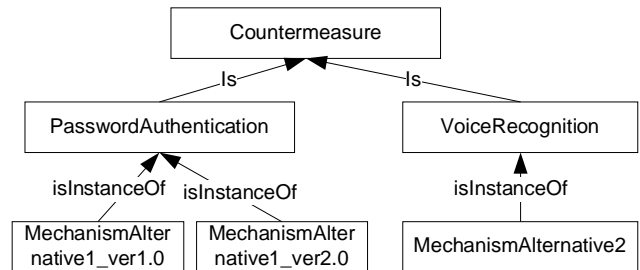 Countermeasure
Is
Is
PasswordAuthentication
VoiceRecognition
isInstanceOf
isInstanceOf
isInstanceOf
MechanismAlter
native1_ver1.0
MechanismAlter
native1_ver2.0
MechanismAlternative2